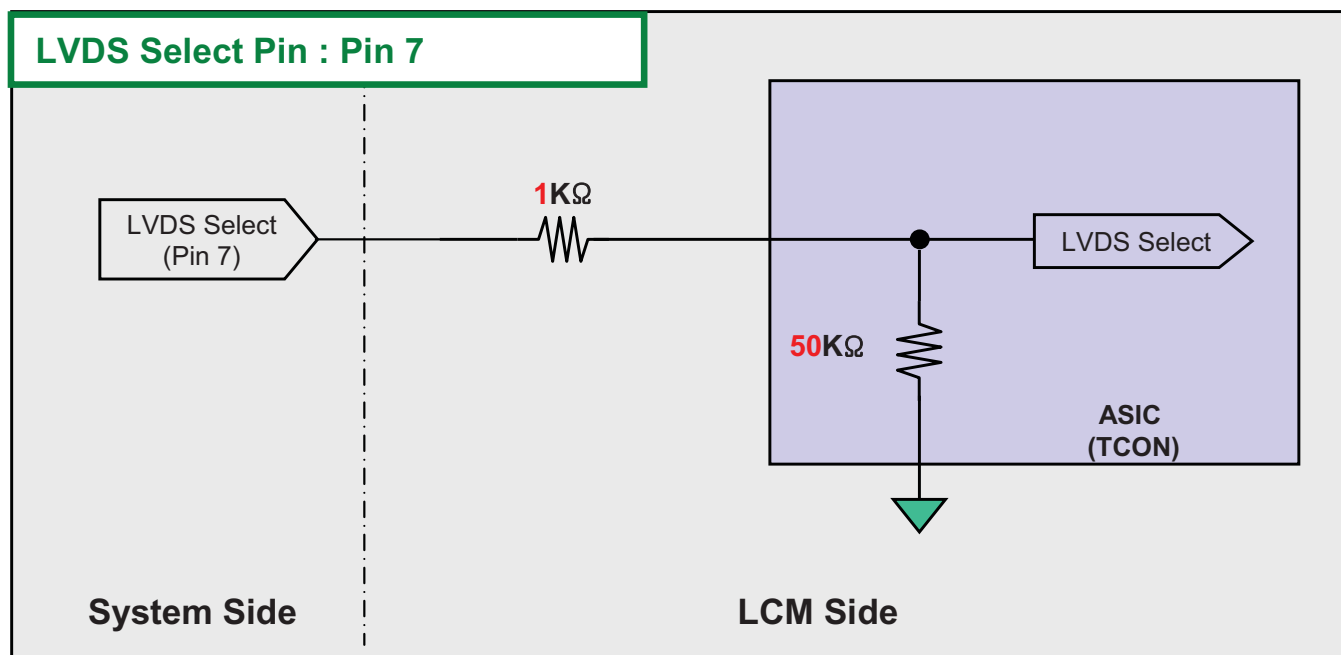 LVDS Select Pin : Pin 7
LVDS Select
(Pin 7)
1KΩ
LVDS Select
50KΩ
ASIC
(TCON)
System Side
LCM Side